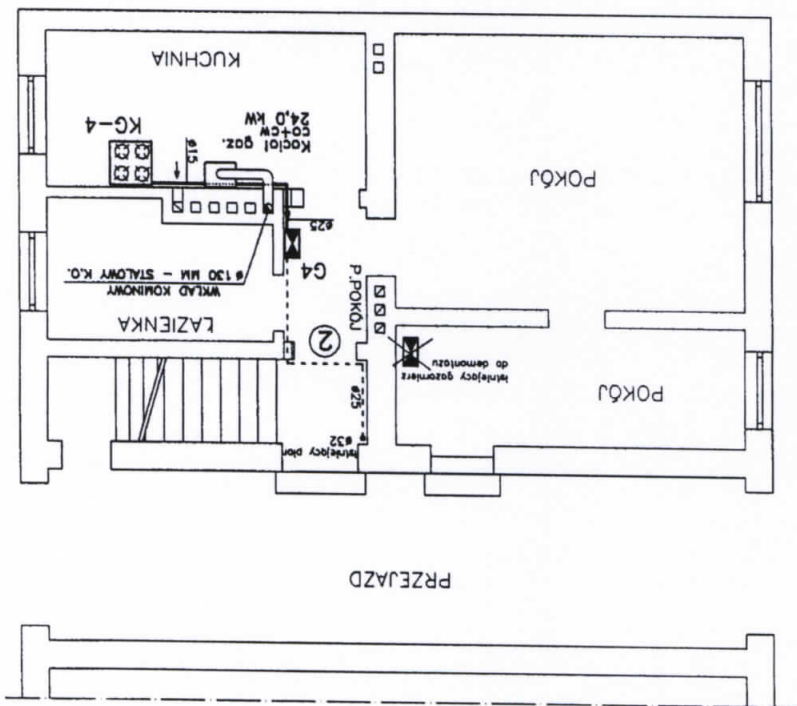 PRZEJAZD
istniejący pion
ø32
ø25
POKÓJ
istniejący gazomierz
do demontażu
2
P.POKÓJ
ŁAZIENKA
WKŁAD KOMINOWY
ø130 MM – STALOWY K.O.
G4
ø25
POKÓJ
ø15
KG-4
Kocioł gaz.
co+cw
24,0 kW
KUCHNIA